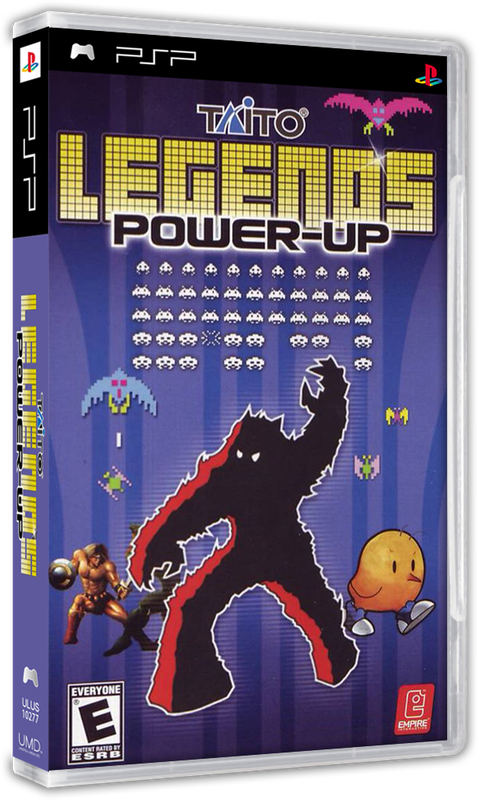 PSP
TAITO®
LEGENDS
POWER-UP
PSP
TAITO
LEGENDS
POWER-UP
ULUS
10277
UMD
EVERYONE
E
CONTENT RATED BY
ESRB
EMPIRE
INTERACTIVE